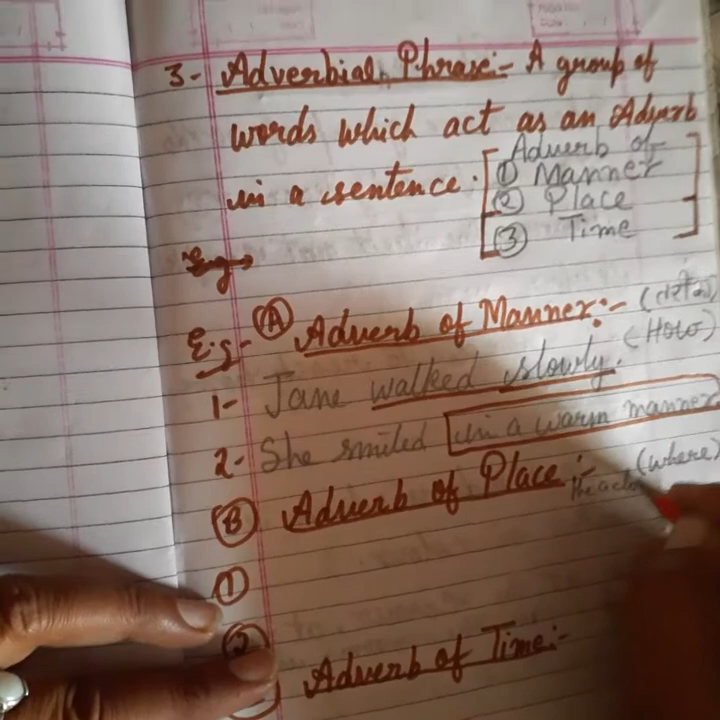 3- Adverbial Phrase:- A group of
words which act as an Adverb
in a sentence.
Adverb of
① Manner
② Place
③ Time
E.g.- Ⓐ Adverb of Manner:-
(How)
1- Jane walked slowly.
2- She smiled in a warm manner
Ⓑ Adverb of Place:- (where)
①
②
Adverb of Time:-